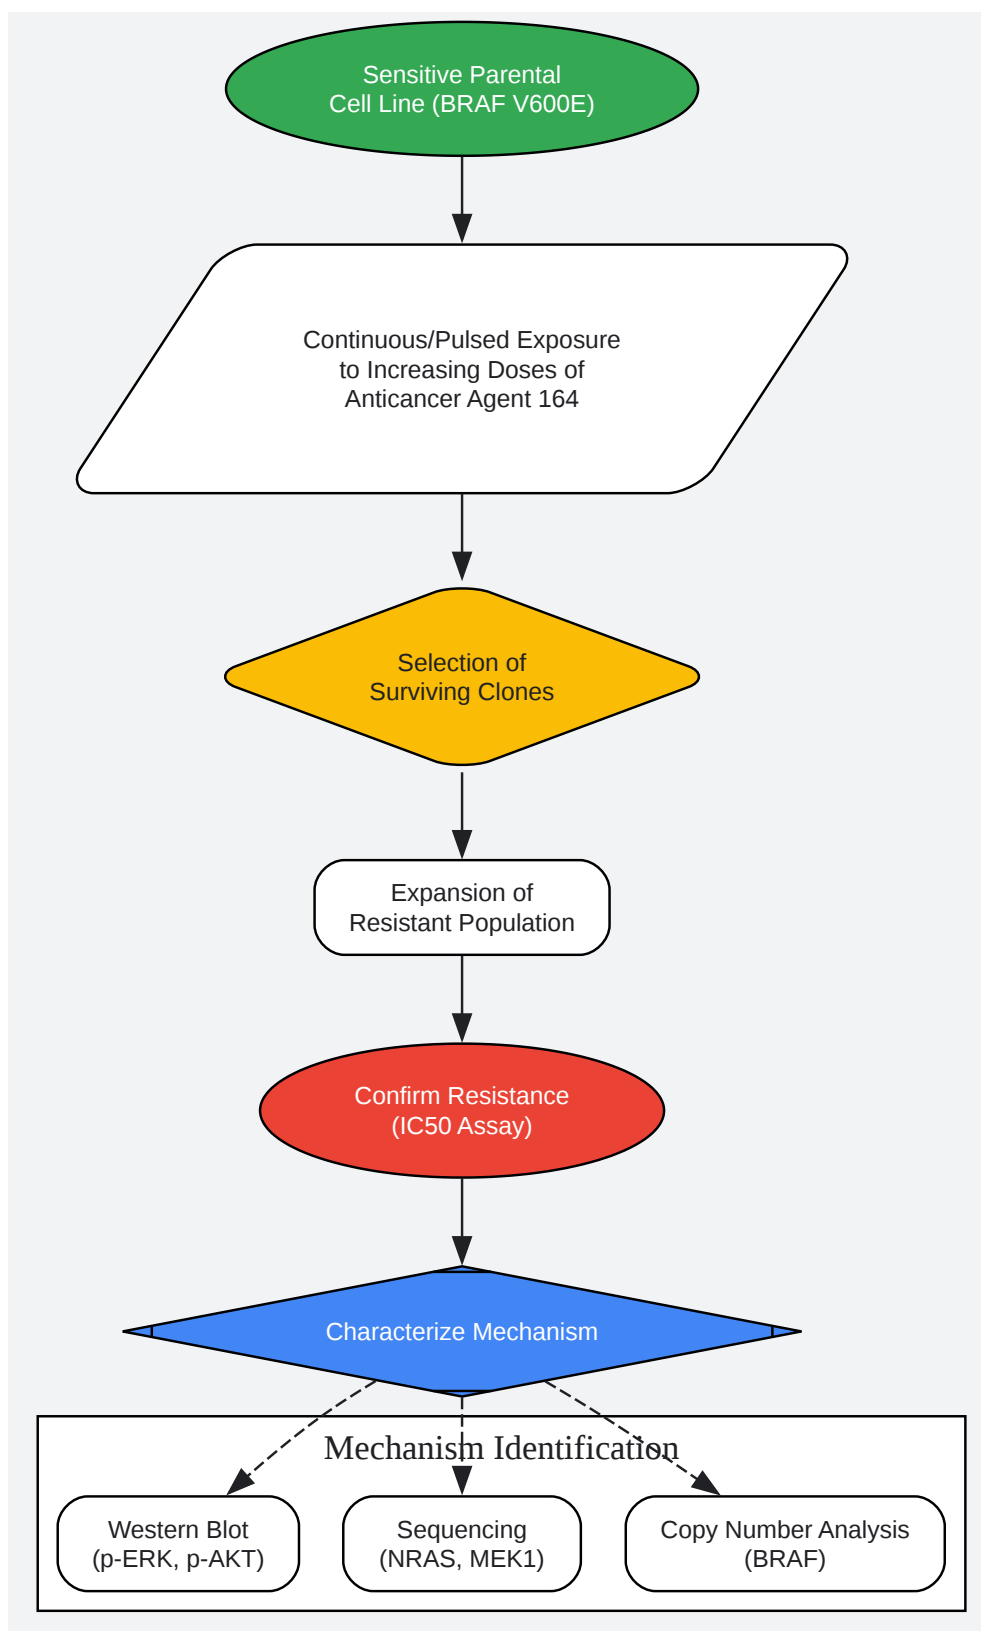 Sensitive Parental
Cell Line (BRAF V600E)
Continuous/Pulsed Exposure
to Increasing Doses of
Anticancer Agent 164
Selection of
Surviving Clones
Expansion of
Resistant Population
Confirm Resistance
(IC50 Assay)
Characterize Mechanism
Mechanism Identification
Western Blot
(p-ERK, p-AKT)
Sequencing
(NRAS, MEK1)
Copy Number Analysis
(BRAF)